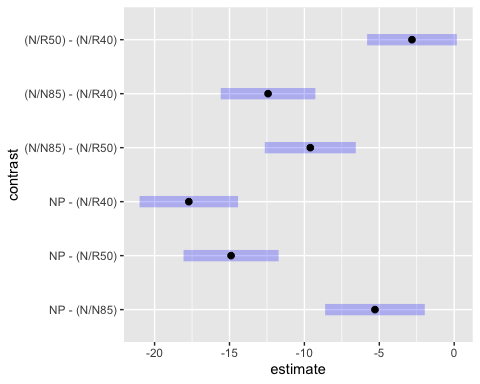 (N/R50) - (N/R40)
(N/N85) - (N/R40)
(N/N85) - (N/R50)
NP - (N/R40)
NP - (N/R50)
NP - (N/N85)
contrast
-20 -15 -10 -5 0
estimate